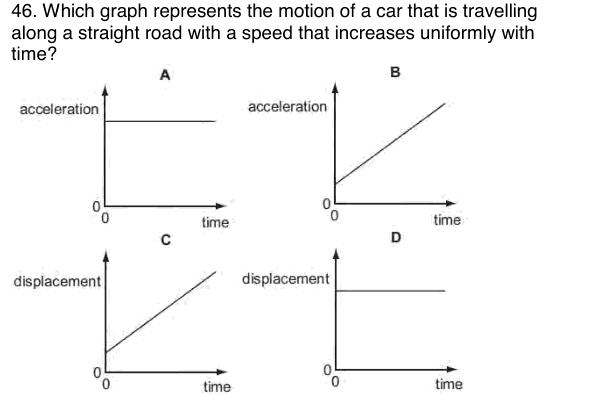 46. Which graph represents the motion of a car that is travelling
along a straight road with a speed that increases uniformly with
time?
A
B
acceleration
acceleration
0
0
time
0
0
time
C
D
displacement
displacement
0
0
time
0
0
time